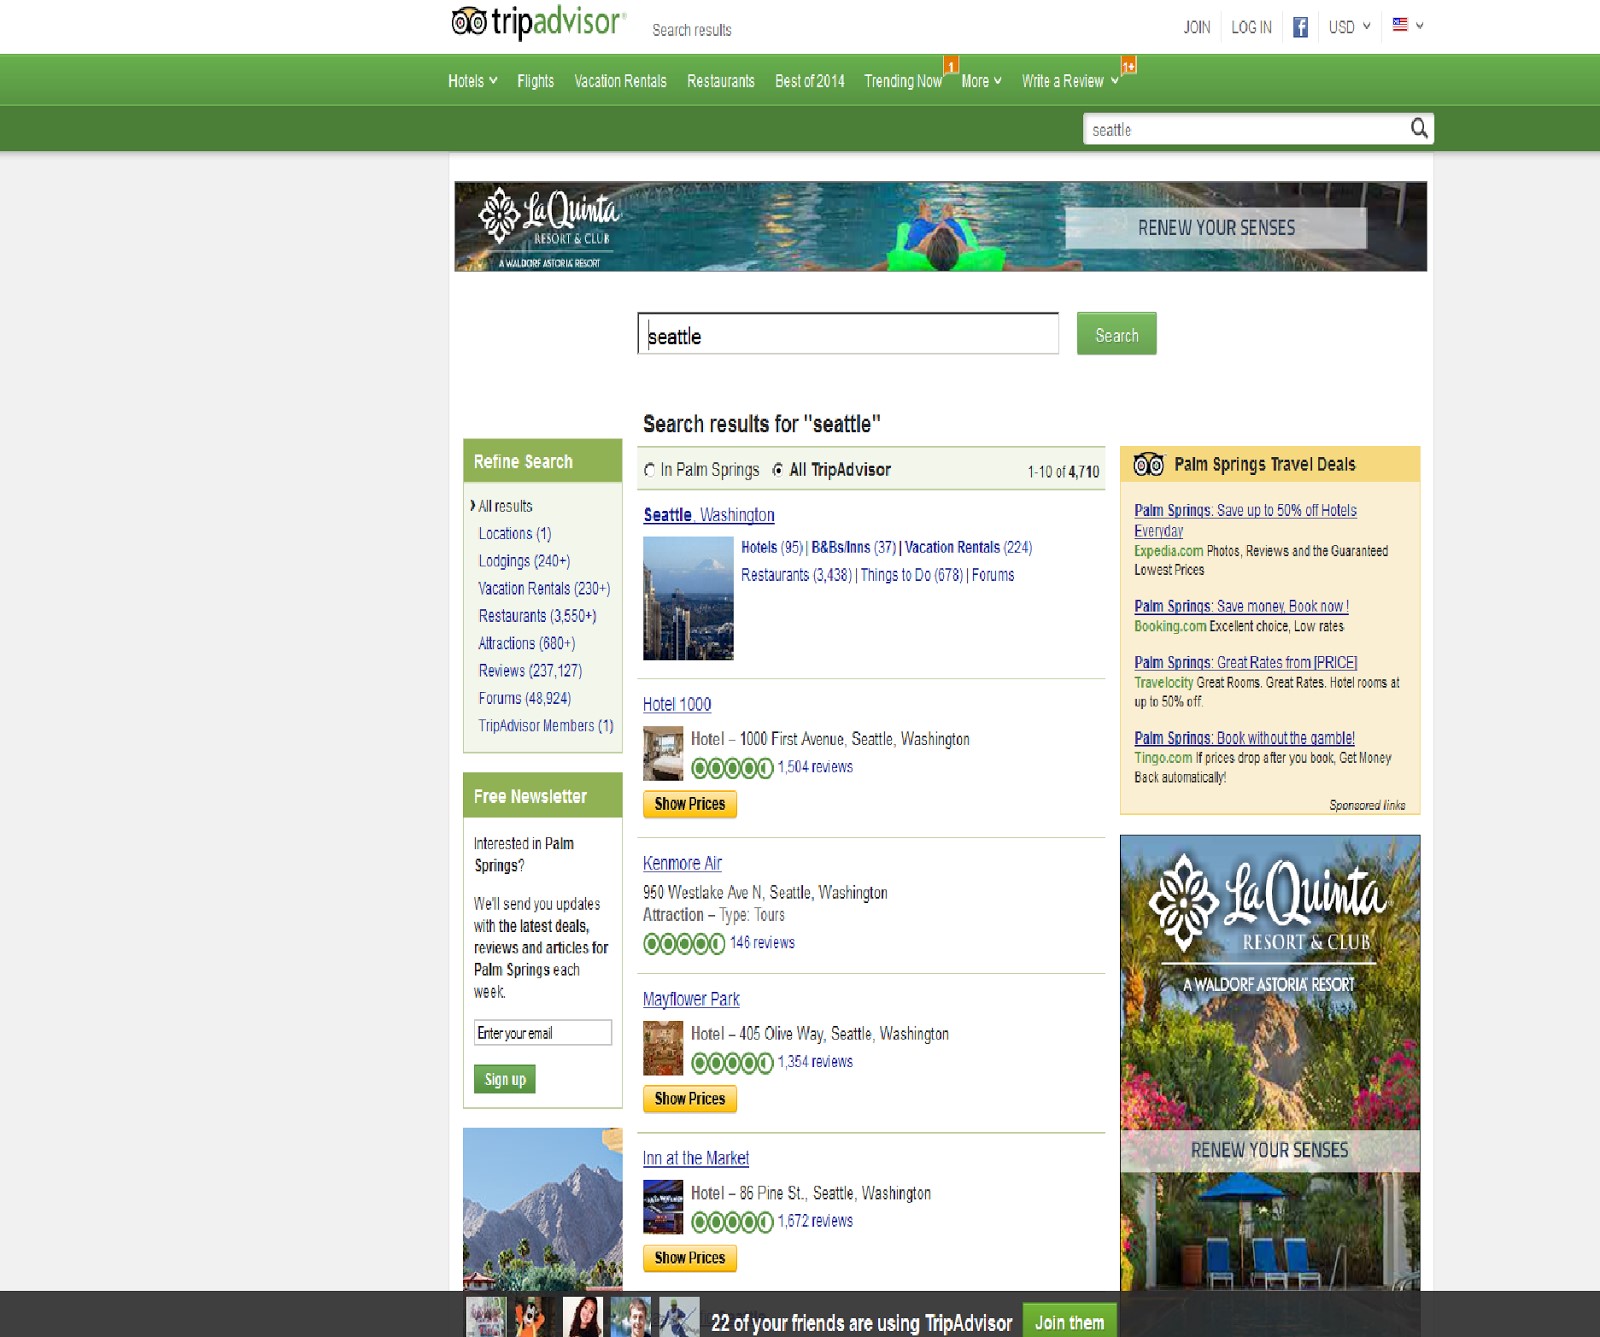 tripadvisor®
Search results
JOIN
LOG IN
f
USD
Hotels
Flights
Vacation Rentals
Restaurants
Best of 2014
Trending Now
1
More
Write a Review
1+
seattle
La Quinta
RESORT & CLUB
A WALDORF ASTORIA RESORT
RENEW YOUR SENSES
seattle
Search
Search results for "seattle"
Refine Search
All results
Locations (1)
Lodgings (240+)
Vacation Rentals (230+)
Restaurants (3,550+)
Attractions (680+)
Reviews (237,127)
Forums (48,924)
TripAdvisor Members (1)
Free Newsletter
Interested in Palm
Springs?
We'll send you updates
with the latest deals,
reviews and articles for
Palm Springs each
week.
Enter your email
Sign up
In Palm Springs
All TripAdvisor
1-10 of 4,710
Seattle, Washington
Hotels (95) | B&Bs/Inns (37) | Vacation Rentals (224)
Restaurants (3,438) | Things to Do (678) | Forums
Hotel 1000
Hotel – 1000 First Avenue, Seattle, Washington
1,504 reviews
Show Prices
Kenmore Air
950 Westlake Ave N, Seattle, Washington
Attraction – Type: Tours
146 reviews
Mayflower Park
Hotel – 405 Olive Way, Seattle, Washington
1,354 reviews
Show Prices
Inn at the Market
Hotel – 86 Pine St., Seattle, Washington
1,672 reviews
Show Prices
Palm Springs Travel Deals
Palm Springs: Save up to 50% off Hotels
Everyday
Expedia.com Photos, Reviews and the Guaranteed
Lowest Prices
Palm Springs: Save money, Book now !
Booking.com Excellent choice, Low rates
Palm Springs: Great Rates from [PRICE]
Travelocity Great Rooms. Great Rates. Hotel rooms at
up to 50% off.
Palm Springs: Book without the gamble!
Tingo.com If prices drop after you book, Get Money
Back automatically!
Sponsored links
La Quinta
RESORT & CLUB
A WALDORF ASTORIA RESORT
RENEW YOUR SENSES
22 of your friends are using TripAdvisor
Join them